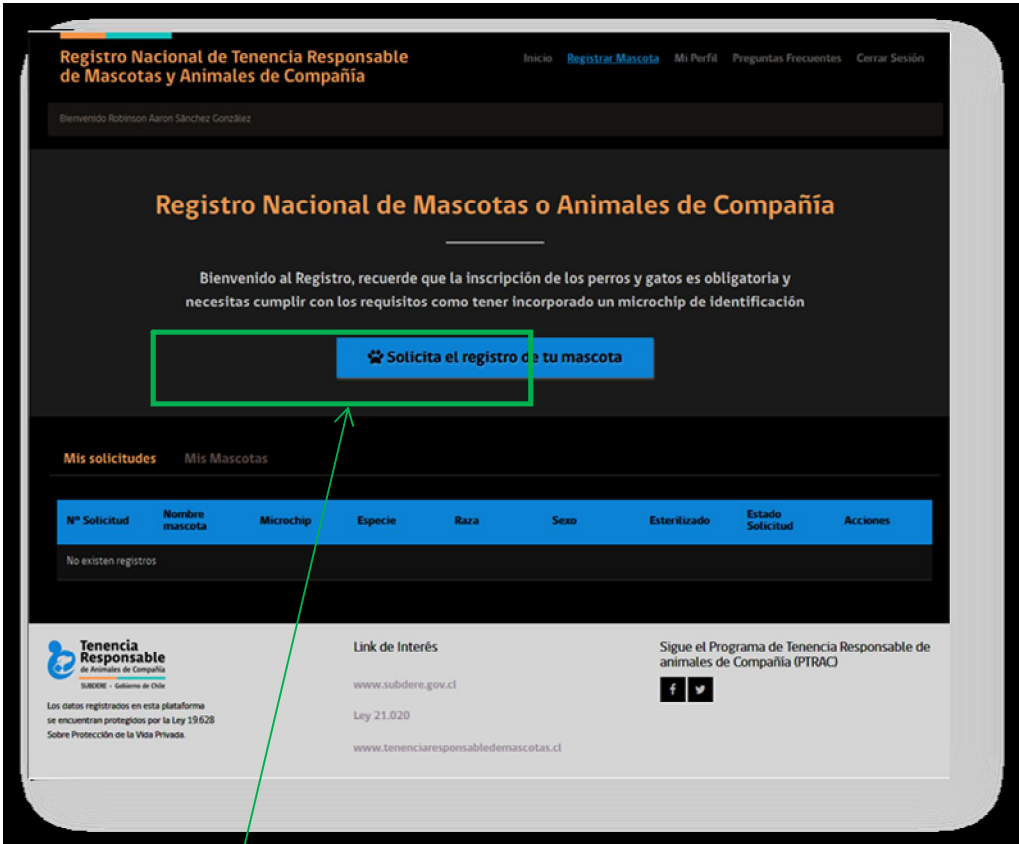 Registro Nacional de Tenencia Responsable
de Mascotas y Animales de Compañía
Inicio Registrar Mascota Mi Perfil Preguntas Frecuentes Cerrar Sesión
Bienvenido Robinson Aaron Sánchez González
Registro Nacional de Mascotas o Animales de Compañía
Bienvenido al Registro, recuerde que la inscripción de los perros y gatos es obligatoria y
necesitas cumplir con los requisitos como tener incorporado un microchip de identificación
Solicita el registro de tu mascota
Mis solicitudes Mis Mascotas
N° Solicitud Nombre mascota Microchip Especie Raza Sexo Esterilizado Estado Solicitud Acciones
No existen registros
Tenencia
Responsable
de Animales de Compañía
SUBDERE - Gobierno de Chile
Los datos registrados en esta plataforma
se encuentran protegidos por la Ley 19.628
Sobre Protección de la Vida Privada.
Link de Interés
www.subdere.gov.cl
Ley 21.020
www.tenenciaresponsabledemascotas.cl
Sigue el Programa de Tenencia Responsable de
animales de Compañía (PTRAC)